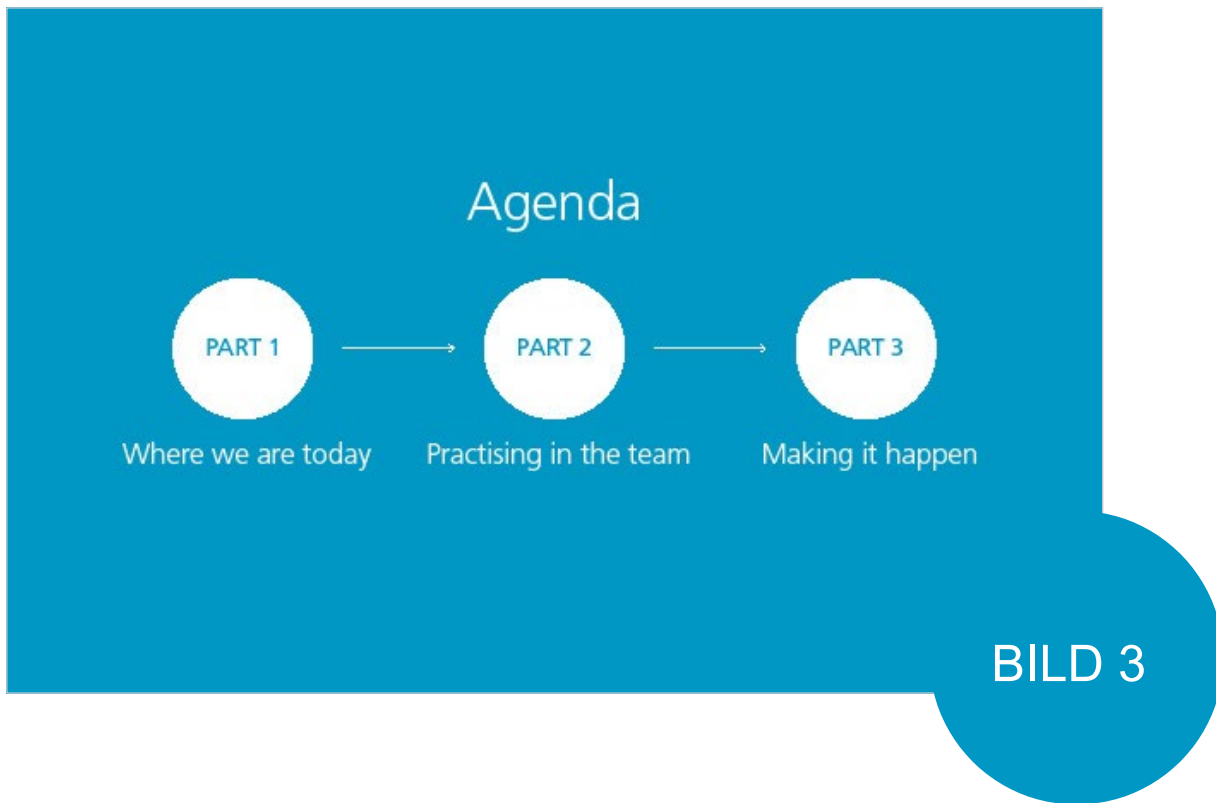 Agenda
PART 1
PART 2
PART 3
Where we are today
Practising in the team
Making it happen
BILD 3